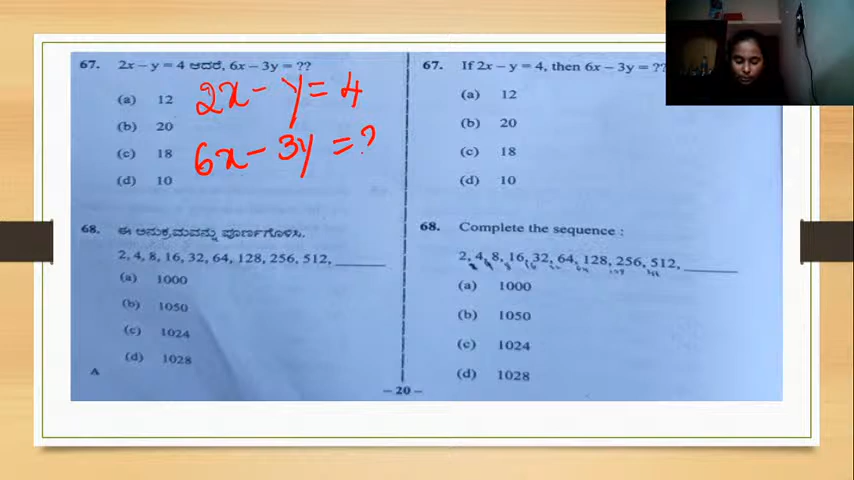 67. 2x – y = 4 ಆದರೆ, 6x – 3y = ??
(a) 12
(b) 20
(c) 18
(d) 10
2x - y = 4
6x - 3y = ?
68. ಈ ಅನುಕ್ರಮವನ್ನು ಪೂರ್ಣಗೊಳಿಸಿ.
2, 4, 8, 16, 32, 64, 128, 256, 512, ______
(a) 1000
(b) 1050
(c) 1024
(d) 1028
A
67. If 2x – y = 4, then 6x – 3y = ??
(a) 12
(b) 20
(c) 18
(d) 10
68. Complete the sequence :
2, 4, 8, 16, 32, 64, 128, 256, 512, ______
(a) 1000
(b) 1050
(c) 1024
(d) 1028
– 20 –